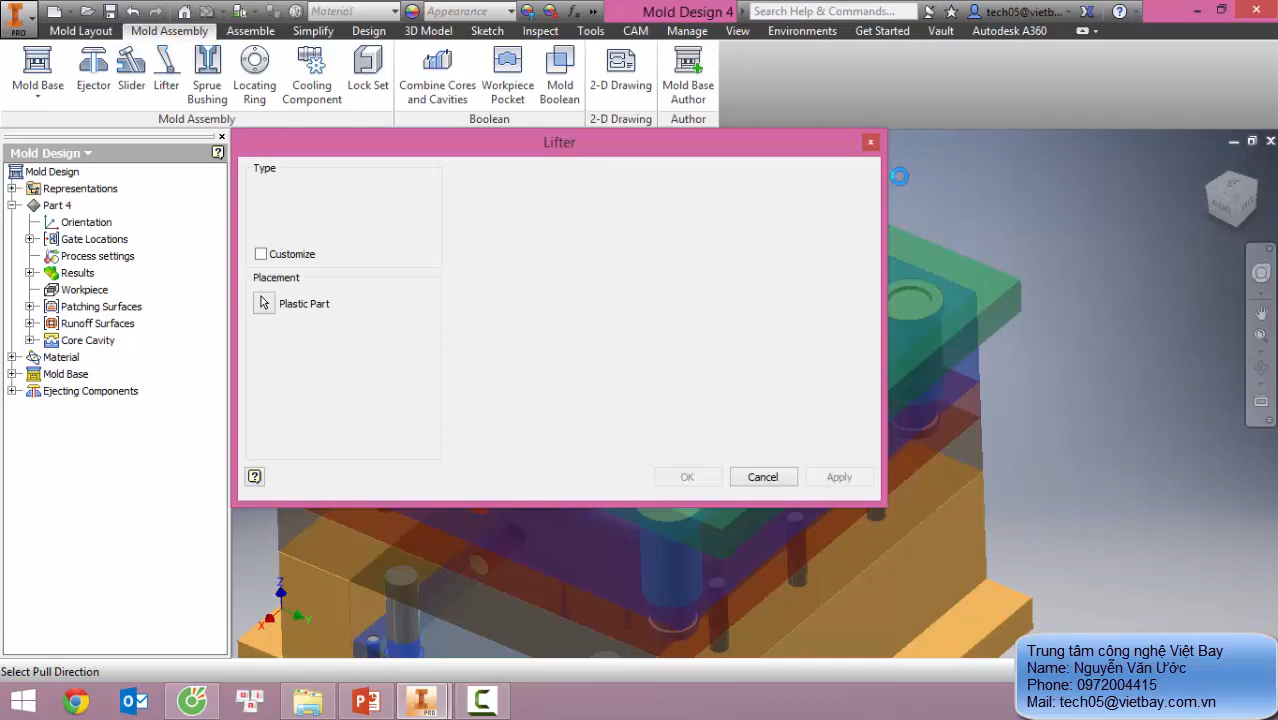 Material
Appearance
Mold Design 4
Search Help & Commands...
tech05@vietb...
PRO
Mold Layout
Mold Assembly
Assemble
Simplify
Design
3D Model
Sketch
Inspect
Tools
CAM
Manage
View
Environments
Get Started
Vault
Autodesk A360
Mold Base
Ejector
Slider
Lifter
Sprue Bushing
Locating Ring
Cooling Component
Lock Set
Combine Cores and Cavities
Workpiece Pocket
Mold Boolean
2-D Drawing
Mold Base Author
Mold Assembly
Boolean
2-D Drawing
Author
Mold Design
Mold Design
Representations
Part 4
Orientation
Gate Locations
Process settings
Results
Workpiece
Patching Surfaces
Runoff Surfaces
Core Cavity
Material
Mold Base
Ejecting Components
Lifter
Type
Customize
Placement
Plastic Part
OK
Cancel
Apply
Z
X
Y
Select Pull Direction
PRO
Trung tâm công nghệ Việt Bay
Name: Nguyễn Văn Ước
Phone: 0972004415
Mail: tech05@vietbay.com.vn